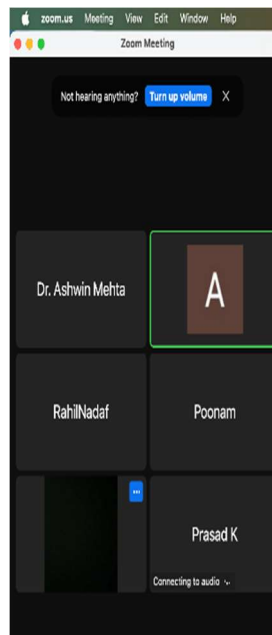 zoom.us Meeting View Edit Window Help
Zoom Meeting
Not hearing anything? Turn up volume X
Dr. Ashwin Mehta
A
RahilNadaf
Poonam
...
Prasad K
Connecting to audio